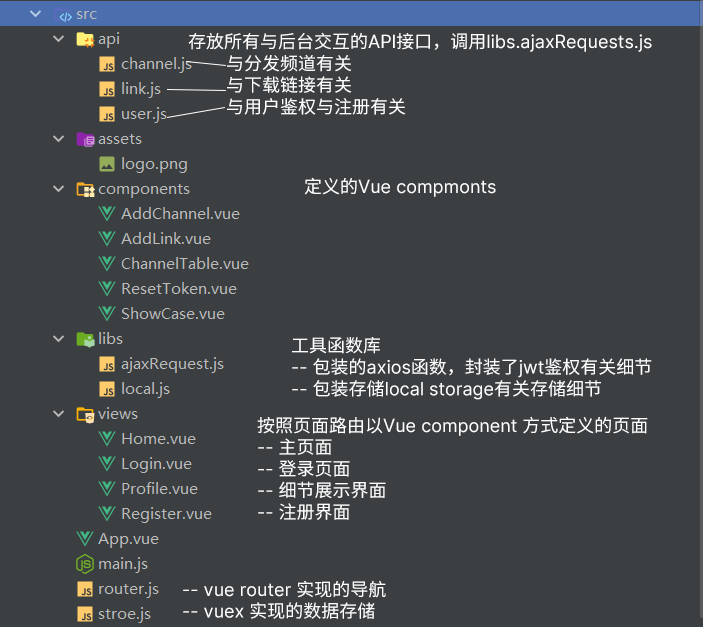 src
api 存放所有与后台交互的API接口，调用libs.ajaxRequests.js
channel.js 与分发频道有关
link.js 与下载链接有关
user.js 与用户鉴权与注册有关
assets
logo.png
components 定义的Vue compmonts
AddChannel.vue
AddLink.vue
ChannelTable.vue
ResetToken.vue
ShowCase.vue
libs 工具函数库
ajaxRequest.js -- 包装的axios函数，封装了jwt鉴权有关细节
local.js -- 包装存储local storage有关存储细节
views 按照页面路由以Vue component 方式定义的页面
Home.vue -- 主页面
Login.vue -- 登录页面
Profile.vue -- 细节展示界面
Register.vue -- 注册界面
App.vue
main.js
router.js -- vue router 实现的导航
stroe.js -- vuex 实现的数据存储